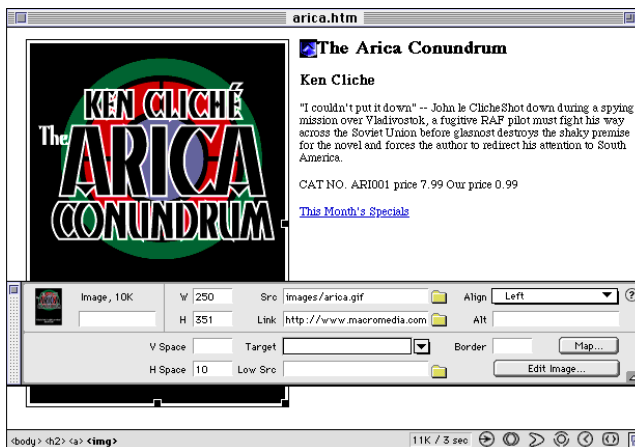 arica.htm
KEN CLICHÉ
The
ARICA
CONUNDRUM
The Arica Conundrum
Ken Cliche
"I couldn't put it down" -- John le ClicheShot down during a spying
mission over Vladivostok, a fugitive RAF pilot must fight his way
across the Soviet Union before glasnost destroys the shaky premise
for the novel and forces the author to redirect his attention to South
America.
CAT NO. ARI001 price 7.99 Our price 0.99
This Month's Specials
Image, 10K W 250 Src images/arica.gif Align Left ?
H 351 Link http://www.macromedia.com Alt
V Space Target Border Map...
H Space 10 Low Src Edit Image...
<body> <h2> <a> <img> 11K / 3 sec